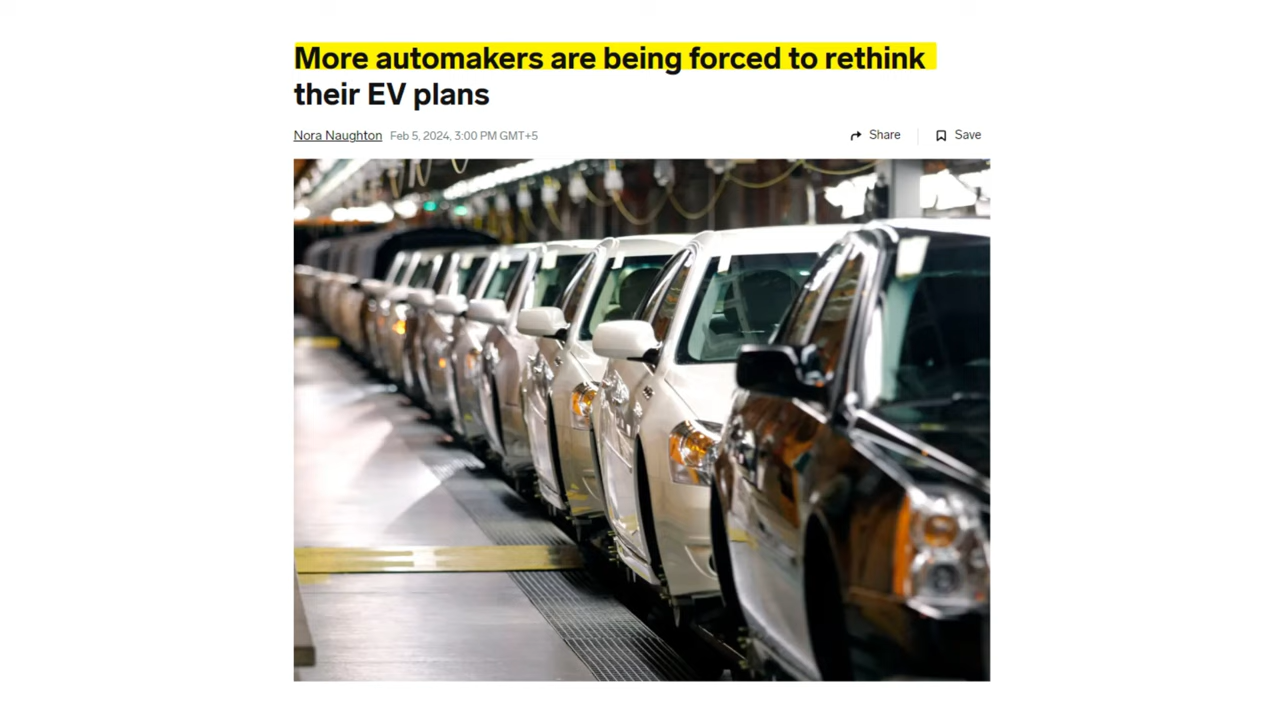 More automakers are being forced to rethink
their EV plans
Nora Naughton Feb 5, 2024, 3:00 PM GMT+5
Share
Save